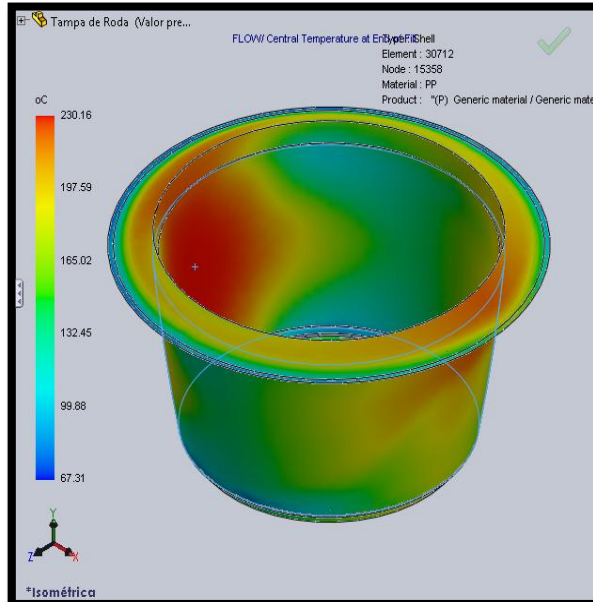 Tampa de Roda (Valor pre...
FLOW/ Central Temperature at End of Fill
Type : Shell
Element : 30712
Node : 15358
Material : PP
Product : "(P) Generic material / Generic mate
oC
230.16
197.59
165.02
132.45
99.88
67.31
Y
Z
X
*Isométrica